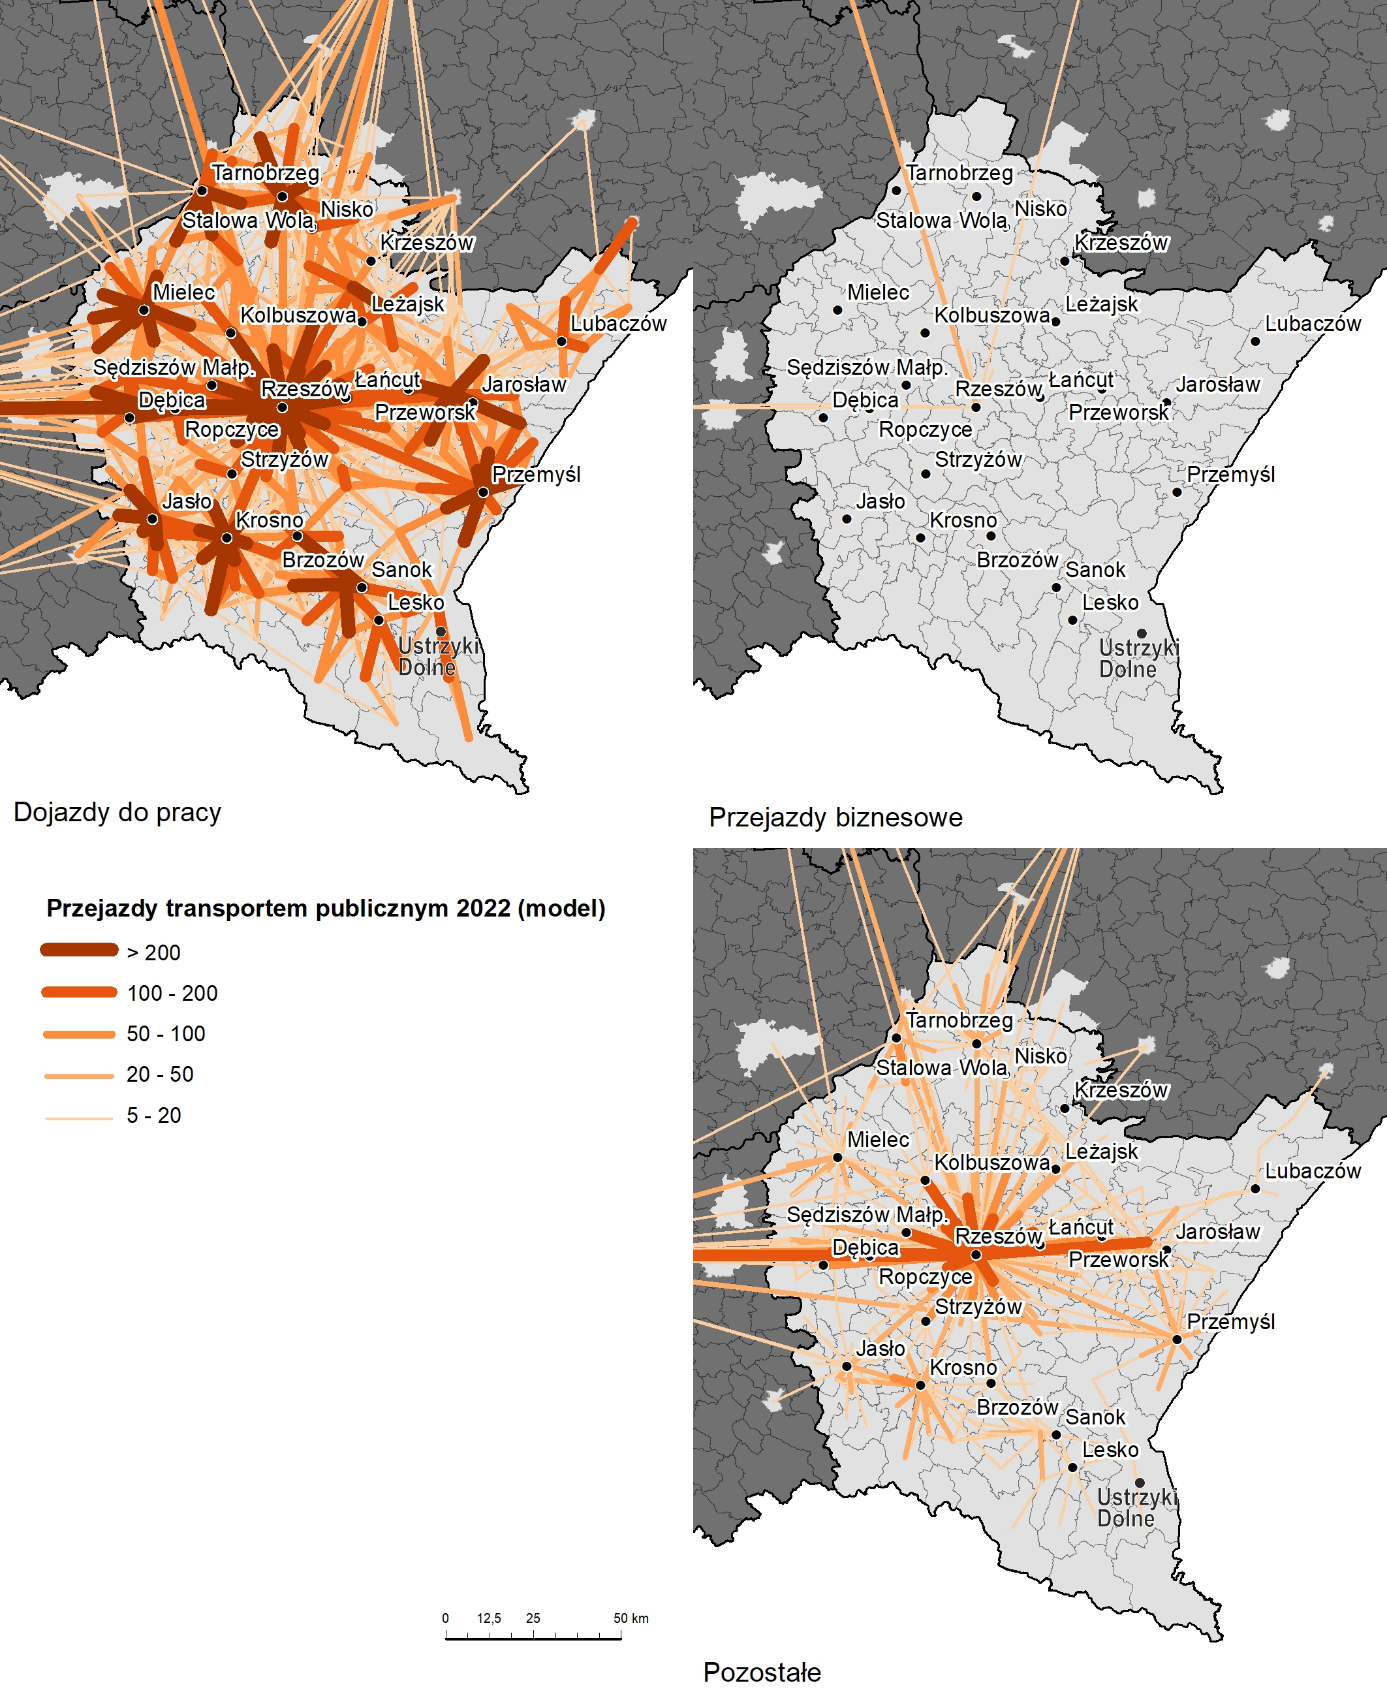 Tarnobrzeg
Stalowa Wola
Nisko
Krzeszów
Mielec
Kolbuszowa
Leżajsk
Lubaczów
Sędziszów Małp.
Rzeszów
Łańcut
Jarosław
Dębica
Przeworsk
Ropczyce
Strzyżów
Przemyśl
Jasło
Krosno
Brzozów
Sanok
Lesko
Ustrzyki
Dolne
Dojazdy do pracy
Tarnobrzeg
Stalowa Wola
Nisko
Krzeszów
Mielec
Kolbuszowa
Leżajsk
Lubaczów
Sędziszów Małp.
Rzeszów
Łańcut
Jarosław
Dębica
Przeworsk
Ropczyce
Strzyżów
Przemyśl
Jasło
Krosno
Brzozów
Sanok
Lesko
Ustrzyki
Dolne
Przejazdy biznesowe
Przejazdy transportem publicznym 2022 (model)
> 200
100 - 200
50 - 100
20 - 50
5 - 20
0 12,5 25 50 km
Tarnobrzeg
Stalowa Wola
Nisko
Krzeszów
Mielec
Kolbuszowa
Leżajsk
Lubaczów
Sędziszów Małp.
Rzeszów
Łańcut
Jarosław
Dębica
Przeworsk
Ropczyce
Strzyżów
Przemyśl
Jasło
Krosno
Brzozów
Sanok
Lesko
Ustrzyki
Dolne
Pozostałe